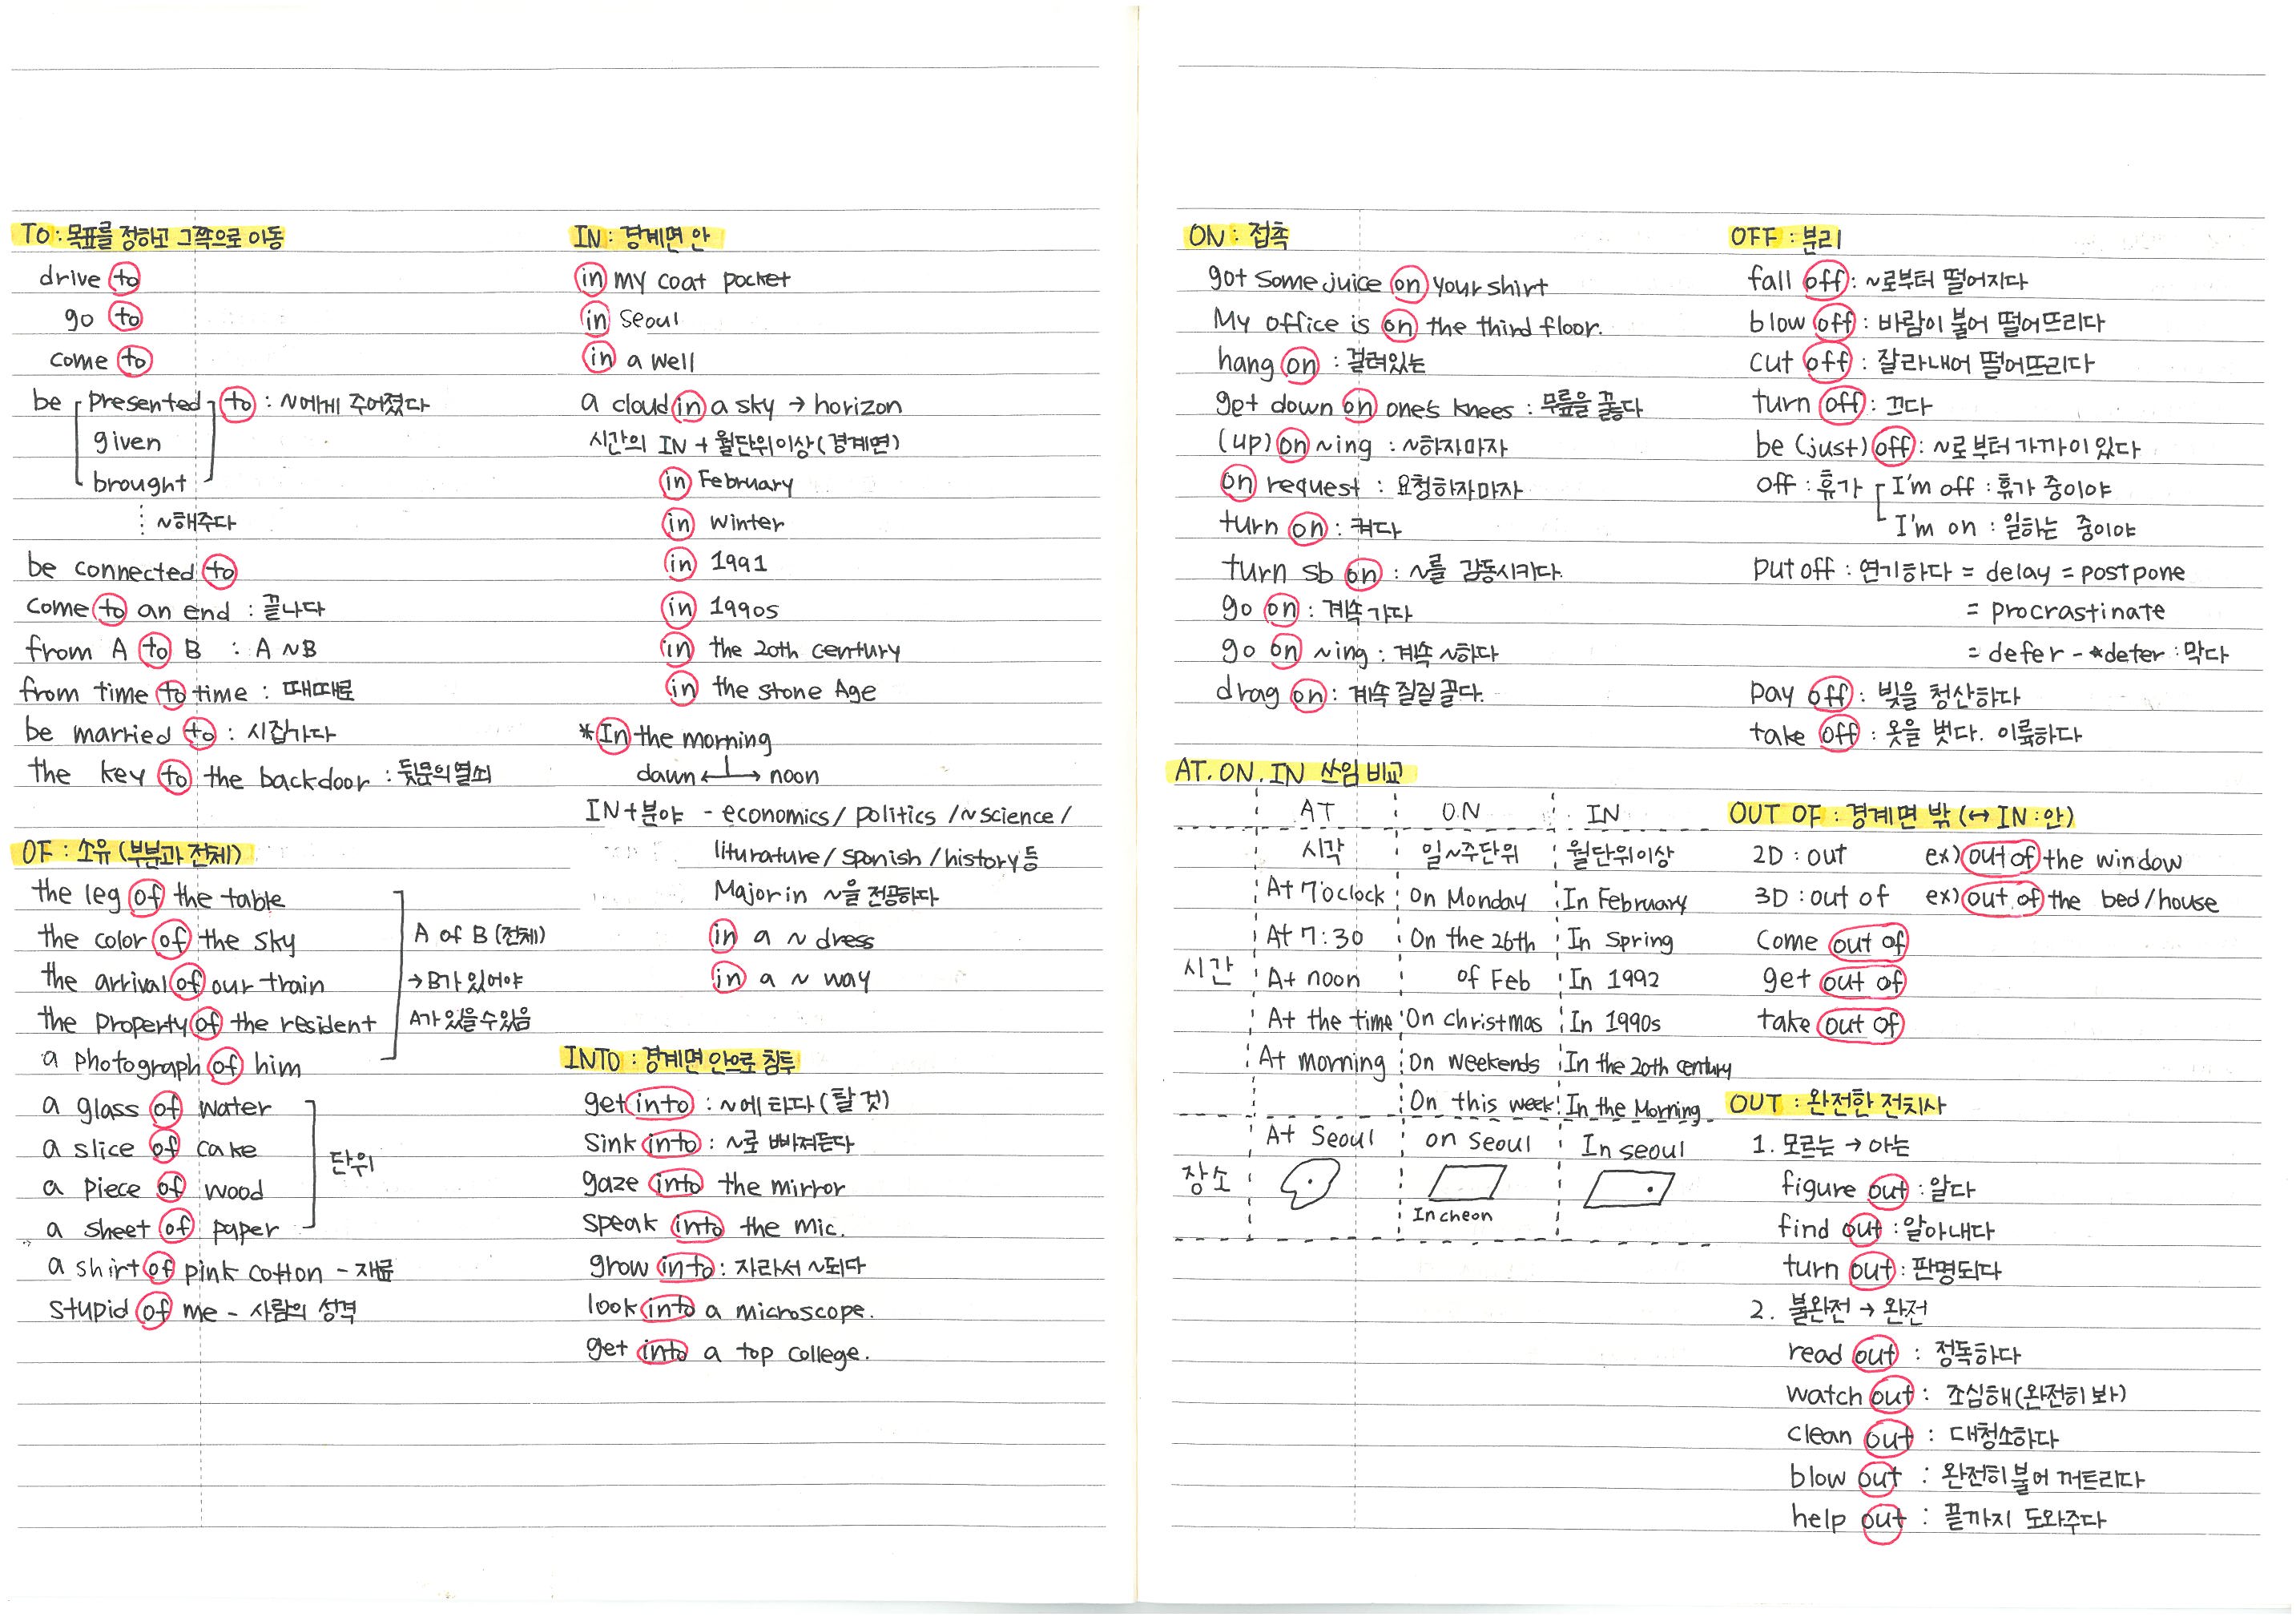 TO : 목표를 정하고 그쪽으로 이동
drive to
go to
come to
be presented to : ~에게 주어졌다
given
brought
⋮ ~해주다
be connected to
come to an end : 끝나다
from A to B : A ~ B
from time to time : 때때로
be married to : 시집가다
the key to the backdoor : 뒷문의 열쇠
OF : 소유 (부분과 전체)
the leg of the table
the color of the sky
the arrival of our train
the property of the resident
a photograph of him
A of B (전체)
→ B가 있어야
A가 있을 수 있음
a glass of water
a slice of cake
a piece of wood
a sheet of paper
단위
a shirt of pink cotton - 재료
stupid of me - 사람의 성격
IN : 경계면 안
in my coat pocket
in seoul
in a well
a cloud in a sky → horizon
시간의 IN + 월단위이상 (경계면)
in February
in winter
in 1991
in 1990s
in the 20th century
in the stone Age
* In the morning
dawn ←→ noon
IN + 분야 - economics / politics / ~ science /
liturature / spanish / history 등
Major in ~을 전공하다
in a ~ dress
in a ~ way
INTO : 경계면 안으로 침투
get into : ~에 타다 (탈 것)
sink into : ~로 빠져든다
gaze into the mirror
speak into the mic.
grow into : 자라서 ~되다
look into a microscope.
get into a top college.
ON : 접촉
got some juice on your shirt
My office is on the third floor.
hang on : 걸려있는
get down on one's knees : 무릎을 꿇다
(up) on ~ing : ~하자마자
on request : 요청하자마자
turn on : 켜다
turn sb on : ~를 감동시키다.
go on : 계속 가다
go on ~ing : 계속 ~하다
drag on : 계속 질질 끌다.
AT. ON. IN 쓰임 비교
AT ON IN
시각 일~주단위 월단위이상
At 7 o'clock On Monday In February
At 7:30 On the 26th In Spring
시간 At noon of Feb In 1992
At the time On christmas In 1990s
At morning On weekends In the 20th century
On this week In the Morning
At Seoul on Seoul In seoul
장소
Incheon
OFF : 분리
fall off : ~로부터 떨어지다
blow off : 바람이 불어 떨어뜨리다
cut off : 잘라내어 떨어뜨리다
turn off : 끄다
be (just) off : ~로부터 가까이 있다
off : 휴가 I'm off : 휴가 중이야
I'm on : 일하는 중이야
put off : 연기하다 = delay = postpone
= procrastinate
= defer - *deter : 막다
pay off : 빚을 청산하다
take off : 옷을 벗다. 이륙하다
OUT OF : 경계면 밖 (↔ IN : 안)
2D : out ex) out of the window
3D : out of ex) out of the bed / house
come out of
get out of
take out of
OUT : 완전한 전치사
1. 모르는 → 아는
figure out : 알다
find out : 알아내다
turn out : 판명되다
2. 불완전 → 완전
read out : 정독하다
watch out : 조심해 (완전히 봐)
clean out : 대청소하다
blow out : 완전히 불어 꺼트리다
help out : 끝까지 도와주다